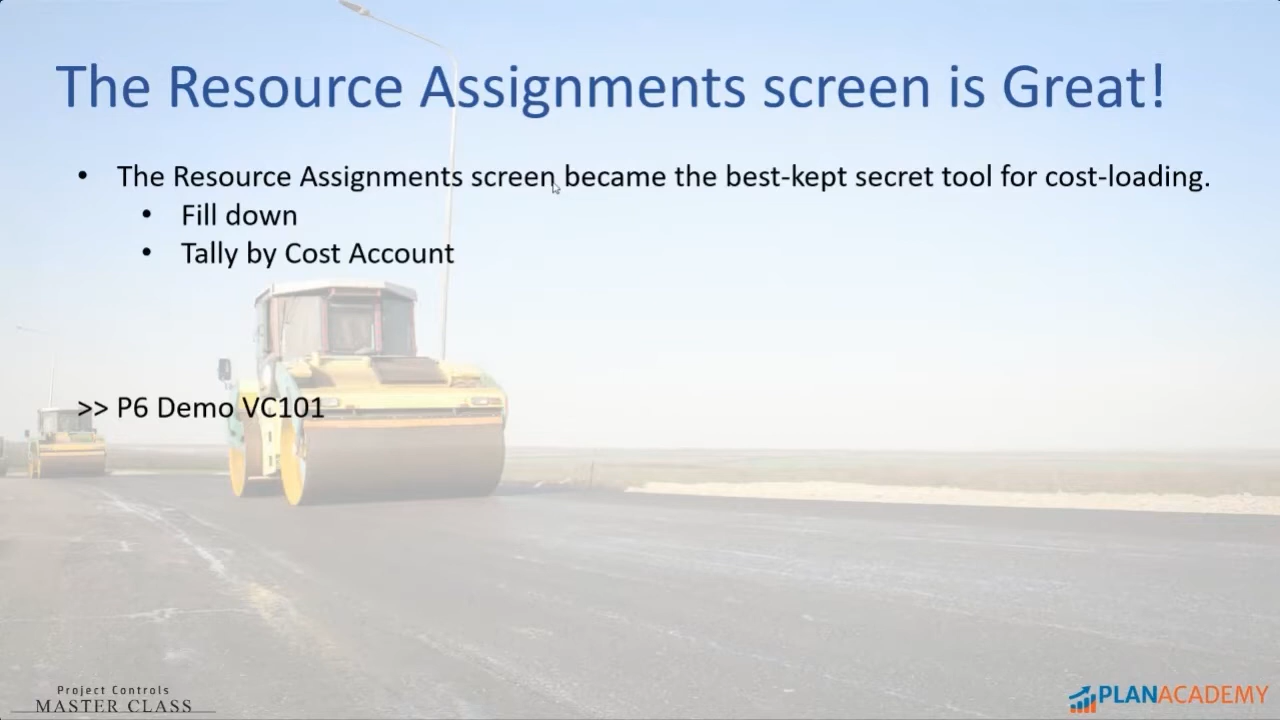 The Resource Assignments screen is Great!
• The Resource Assignments screen became the best-kept secret tool for cost-loading.
• Fill down
• Tally by Cost Account
>> P6 Demo VC101
Project Controls
MASTER CLASS
PLANACADEMY